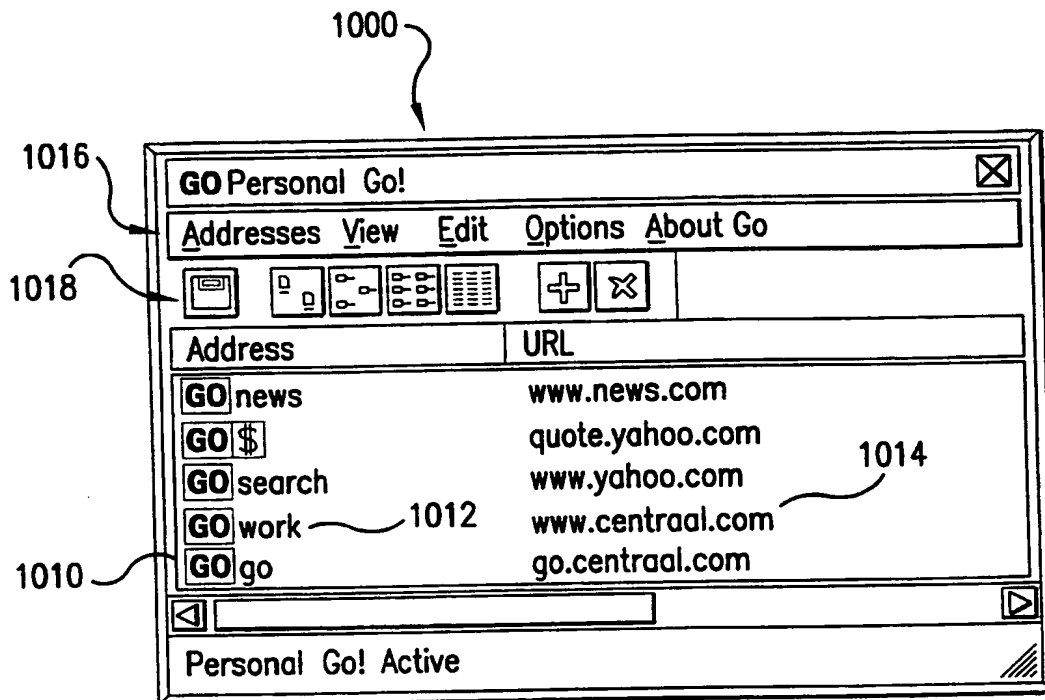 1000
1016
GO Personal Go!
Addresses View Edit Options About Go
1018
Address URL
GO news www.news.com
GO $ quote.yahoo.com
GO search www.yahoo.com
1014
GO work 1012 www.centraal.com
1010
GO go go.centraal.com
Personal Go! Active